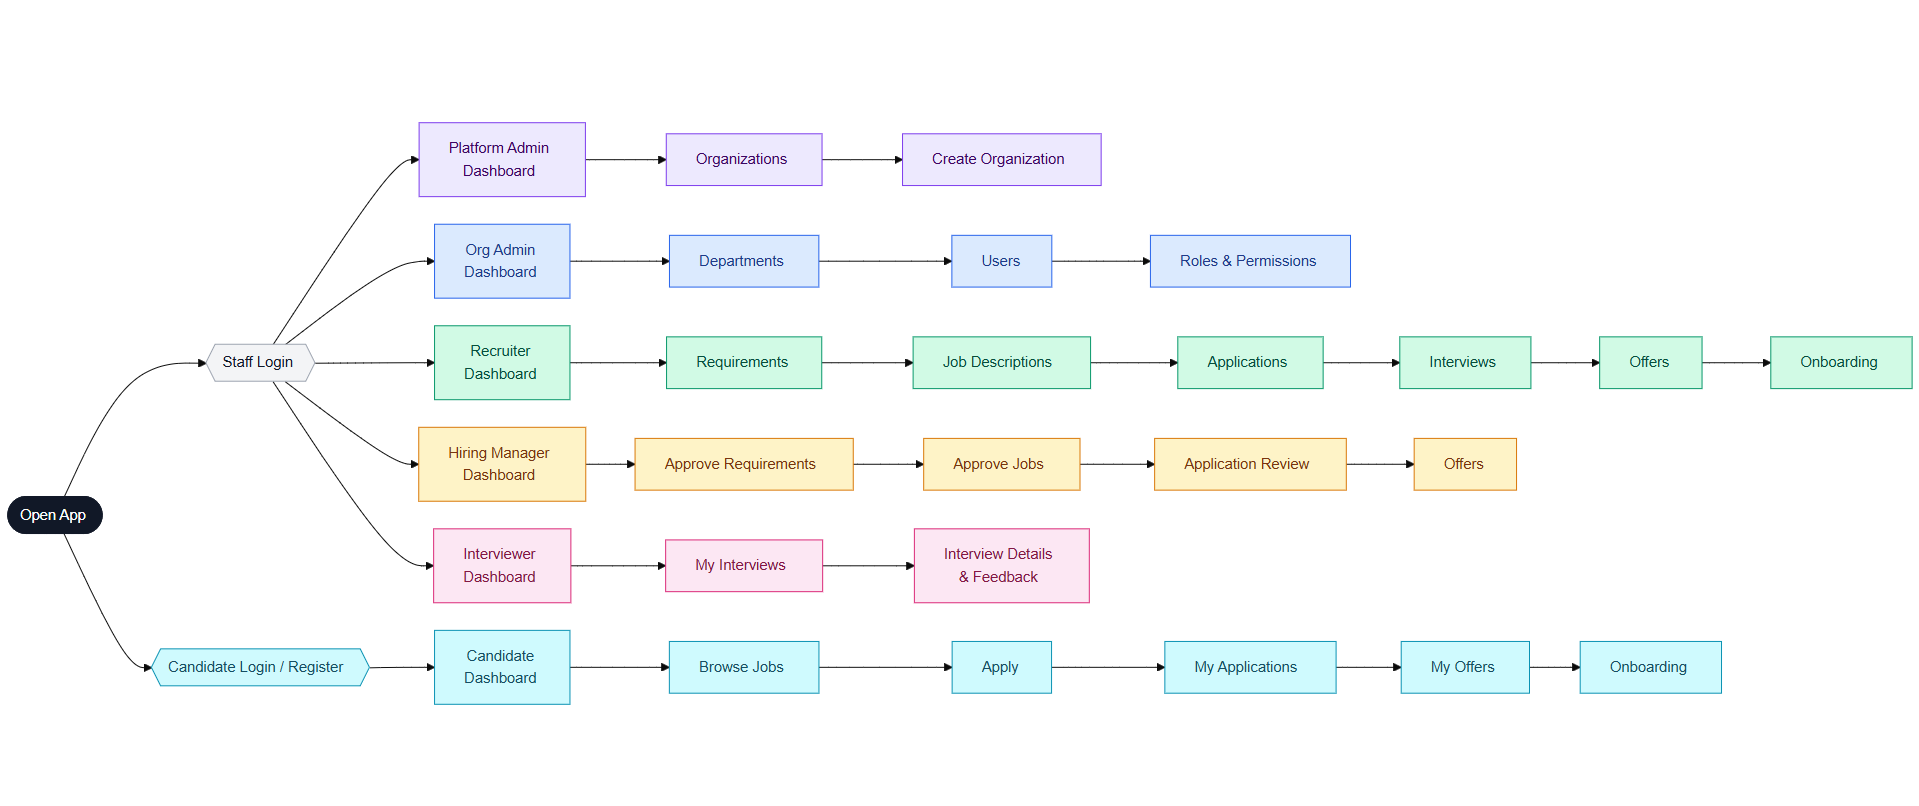 Platform Admin
Dashboard
Organizations
Create Organization
Org Admin
Dashboard
Departments
Users
Roles & Permissions
Staff Login
Recruiter
Dashboard
Requirements
Job Descriptions
Applications
Interviews
Offers
Onboarding
Hiring Manager
Dashboard
Approve Requirements
Approve Jobs
Application Review
Offers
Open App
Interviewer
Dashboard
My Interviews
Interview Details
& Feedback
Candidate Login / Register
Candidate
Dashboard
Browse Jobs
Apply
My Applications
My Offers
Onboarding